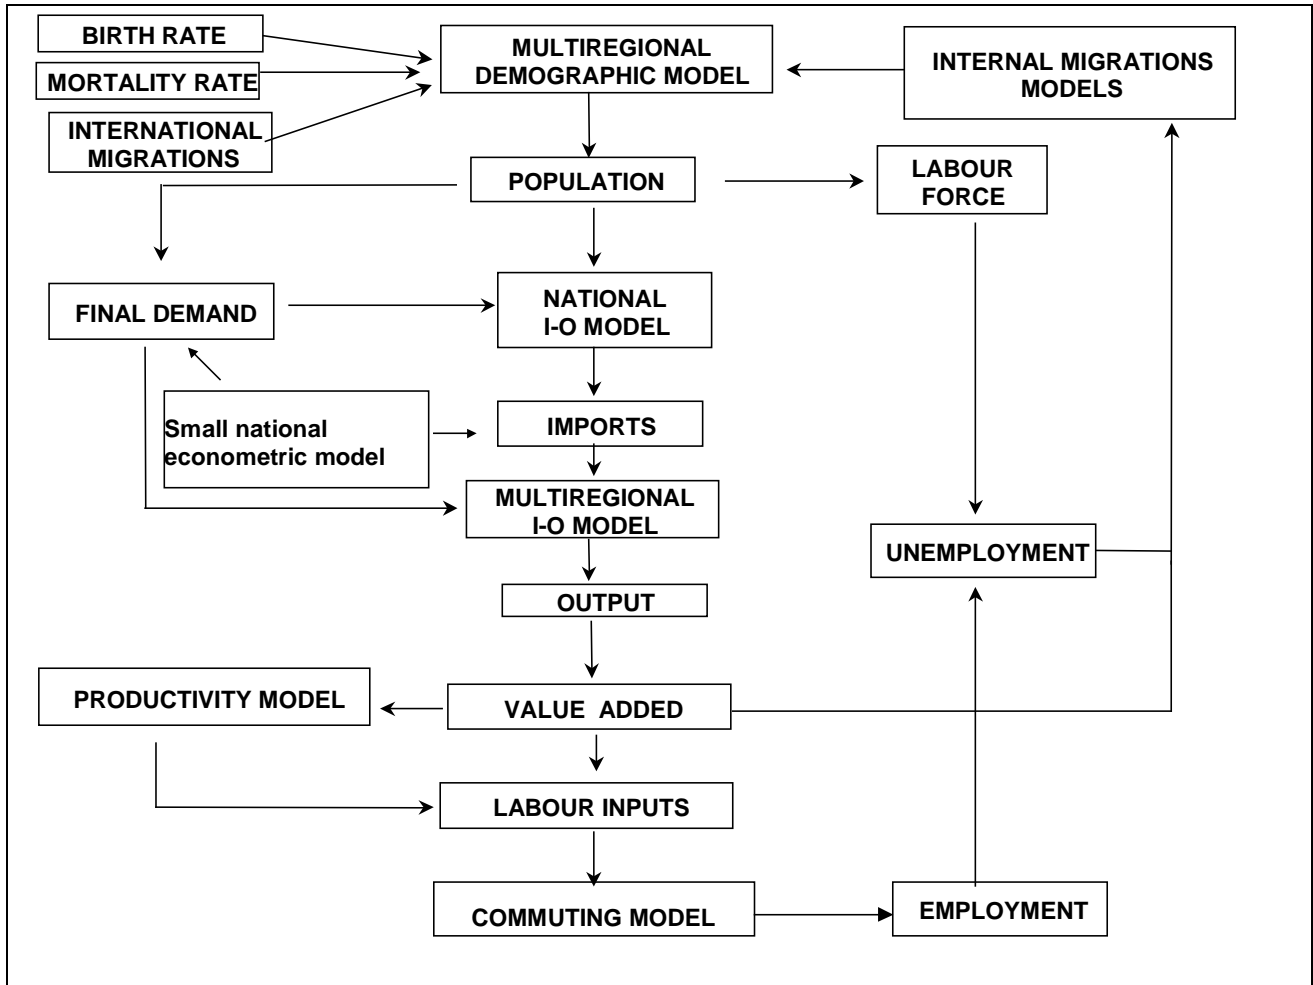 BIRTH RATE
MULTIREGIONAL
DEMOGRAPHIC MODEL
INTERNAL MIGRATIONS
MODELS
MORTALITY RATE
INTERNATIONAL
MIGRATIONS
POPULATION
LABOUR
FORCE
FINAL DEMAND
NATIONAL
I-O MODEL
Small national
econometric model
IMPORTS
MULTIREGIONAL
I-O MODEL
UNEMPLOYMENT
OUTPUT
PRODUCTIVITY MODEL
VALUE ADDED
LABOUR INPUTS
COMMUTING MODEL
EMPLOYMENT